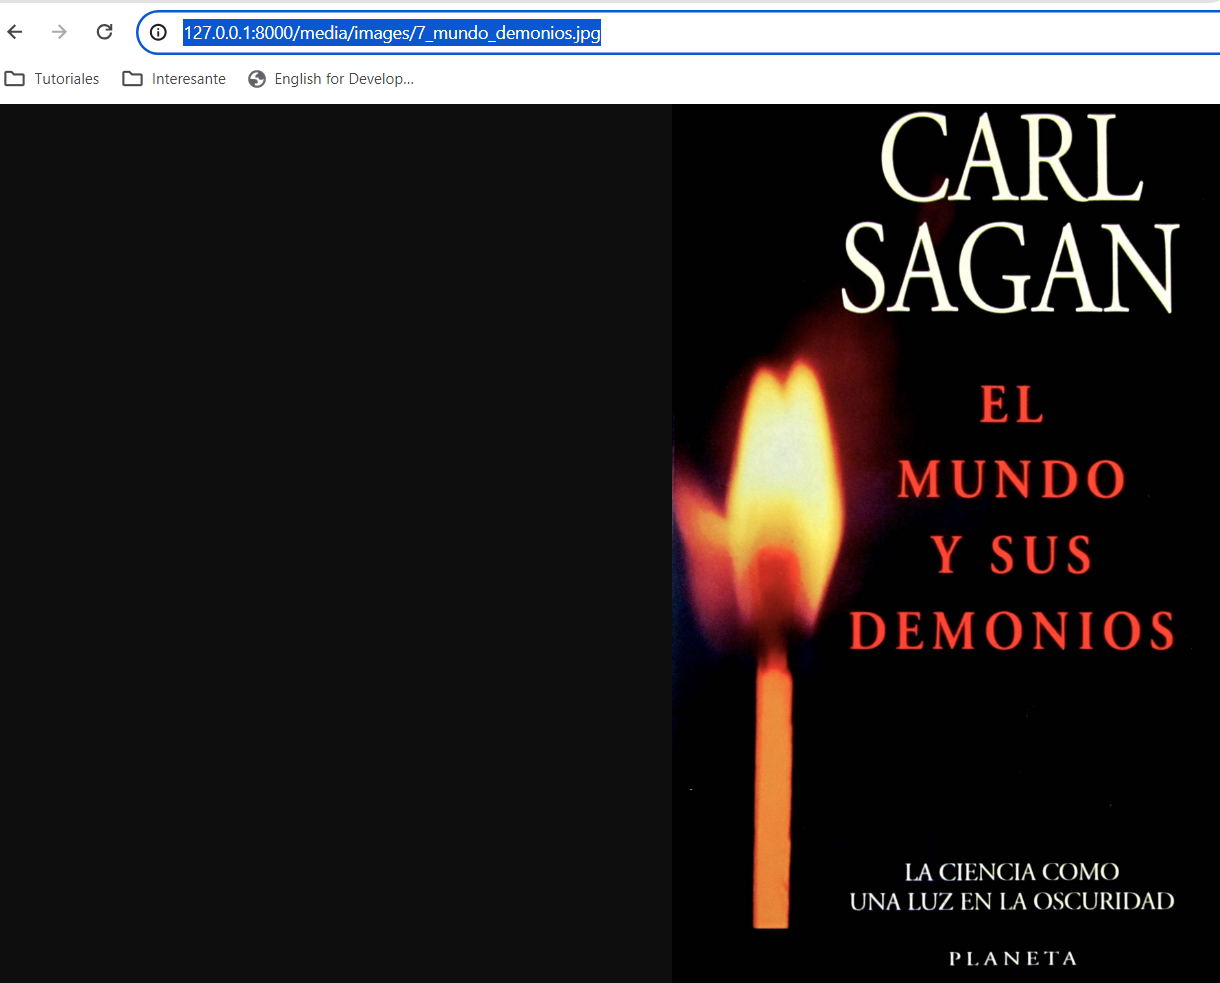 127.0.0.1:8000/media/images/7_mundo_demonios.jpg
Tutoriales
Interesante
English for Develop...
CARL
SAGAN
EL
MUNDO
Y SUS
DEMONIOS
LA CIENCIA COMO
UNA LUZ EN LA OSCURIDAD
PLANETA